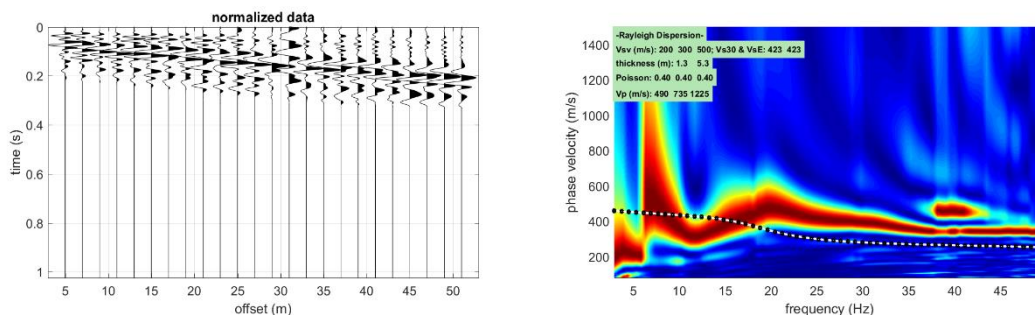 normalized data
0
0.2
0.4
0.6
0.8
1
time (s)
5 10 15 20 25 30 35 40 45 50
offset (m)
-Rayleigh Dispersion-
Vsv (m/s): 200 300 500; Vs30 & VsE: 423 423
thickness (m): 1.3 5.3
Poisson: 0.40 0.40 0.40
Vp (m/s): 490 735 1225
1400
1200
1000
800
600
400
200
phase velocity (m/s)
5 10 15 20 25 30 35 40 45
frequency (Hz)